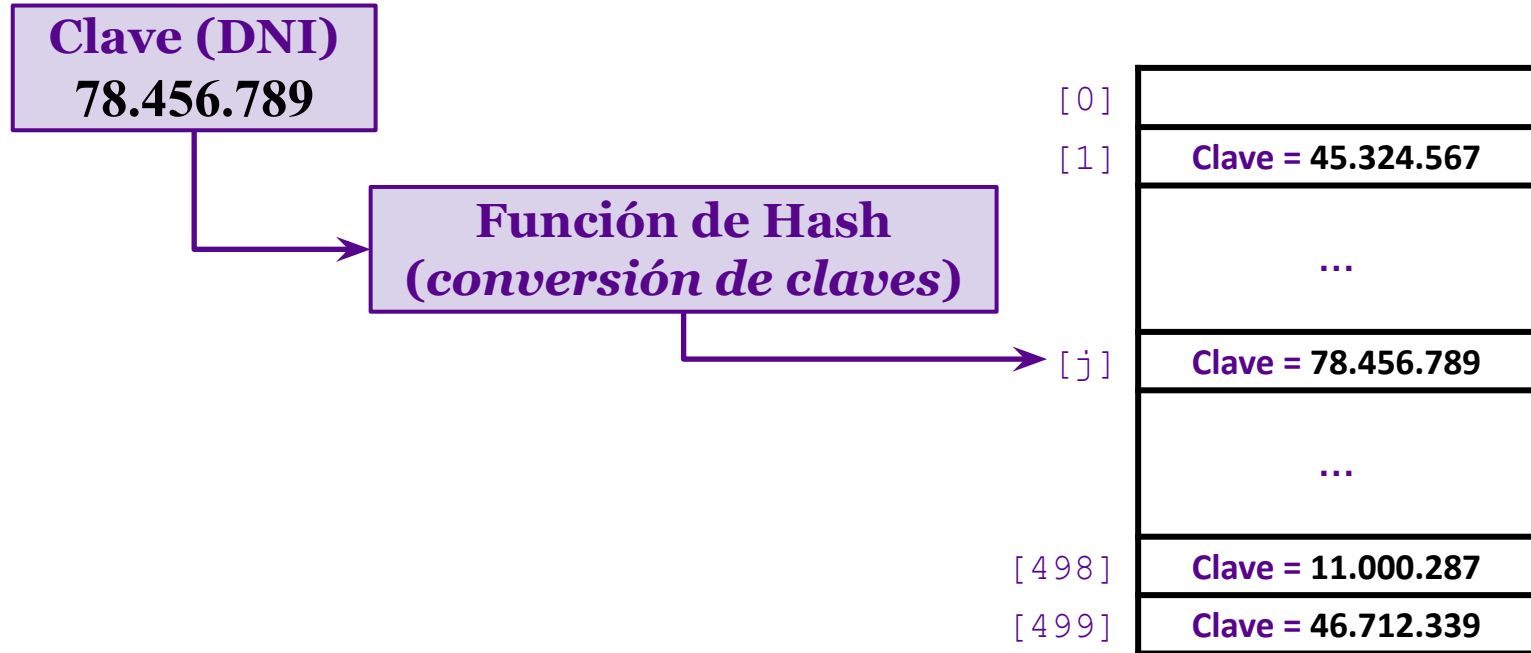 Clave (DNI)
78.456.789
Función de Hash
(conversión de claves)
[0]
[1] Clave = 45.324.567
...
[j] Clave = 78.456.789
...
[498] Clave = 11.000.287
[499] Clave = 46.712.339